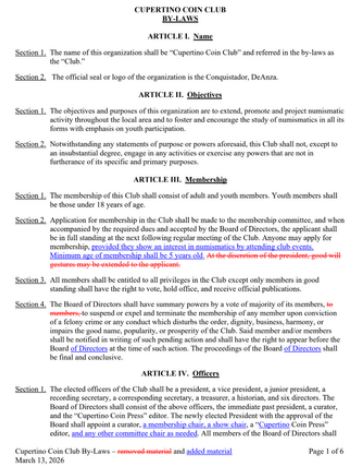 CUPERTINO COIN CLUB
BY-LAWS
ARTICLE I. Name
Section 1. The name of this organization shall be “Cupertino Coin Club” and referred in the by-laws as
the “Club.”
Section 2. The official seal or logo of the organization is the Conquistador, DeAnza.
ARTICLE II. Objectives
Section 1. The objectives and purposes of this organization are to extend, promote and project numismatic
activity throughout the local area and to foster and encourage the study of numismatics in all its
forms with emphasis on youth participation.
Section 2. Notwithstanding any statements of purpose or powers aforesaid, this Club shall not, except to
an insubstantial degree, engage in any activities or exercise any powers that are not in
furtherance of its specific and primary purposes.
ARTICLE III. Membership
Section 1. The membership of this Club shall consist of adult and youth members. Youth members shall
be those under 18 years of age.
Section 2. Application for membership in the Club shall be made to the membership committee, and when
accompanied by the required dues and accepted by the Board of Directors, the applicant shall
be in full standing at the next following regular meeting of the Club. Anyone may apply for
membership, provided they show an interest in numismatics by attending club events.
Minimum age of membership shall be 5 years old. At the discretion of the president, good will
gestures may be extended to the applicant.
Section 3. All members shall be entitled to all privileges in the Club except only members in good
standing shall have the right to vote, hold office, and receive official publications.
Section 4. The Board of Directors shall have summary powers by a vote of majority of its members, to
members, to suspend or expel and terminate the membership of any member upon conviction
of a felony crime or any conduct which disturbs the order, dignity, business, harmony, or
impairs the good name, popularity, or prosperity of the Club. Said member and/or members
shall be notified in writing of such pending action and shall have the right to appear before the
Board of Directors at the time of such action. The proceedings of the Board of Directors shall
be final and conclusive.
ARTICLE IV. Officers
Section 1. The elected officers of the Club shall be a president, a vice president, a junior president, a
recording secretary, a corresponding secretary, a treasurer, a historian, and six directors. The
Board of Directors shall consist of the above officers, the immediate past president, a curator,
and the “Cupertino Coin Press” editor. The newly elected President with the approval of the
Board shall appoint a curator, a membership chair, a show chair, a “Cupertino Coin Press”
editor, and any other committee chair as needed. All members of the Board of Directors shall
Cupertino Coin Club By-Laws – removed material and added material Page 1 of 6
March 13, 2026